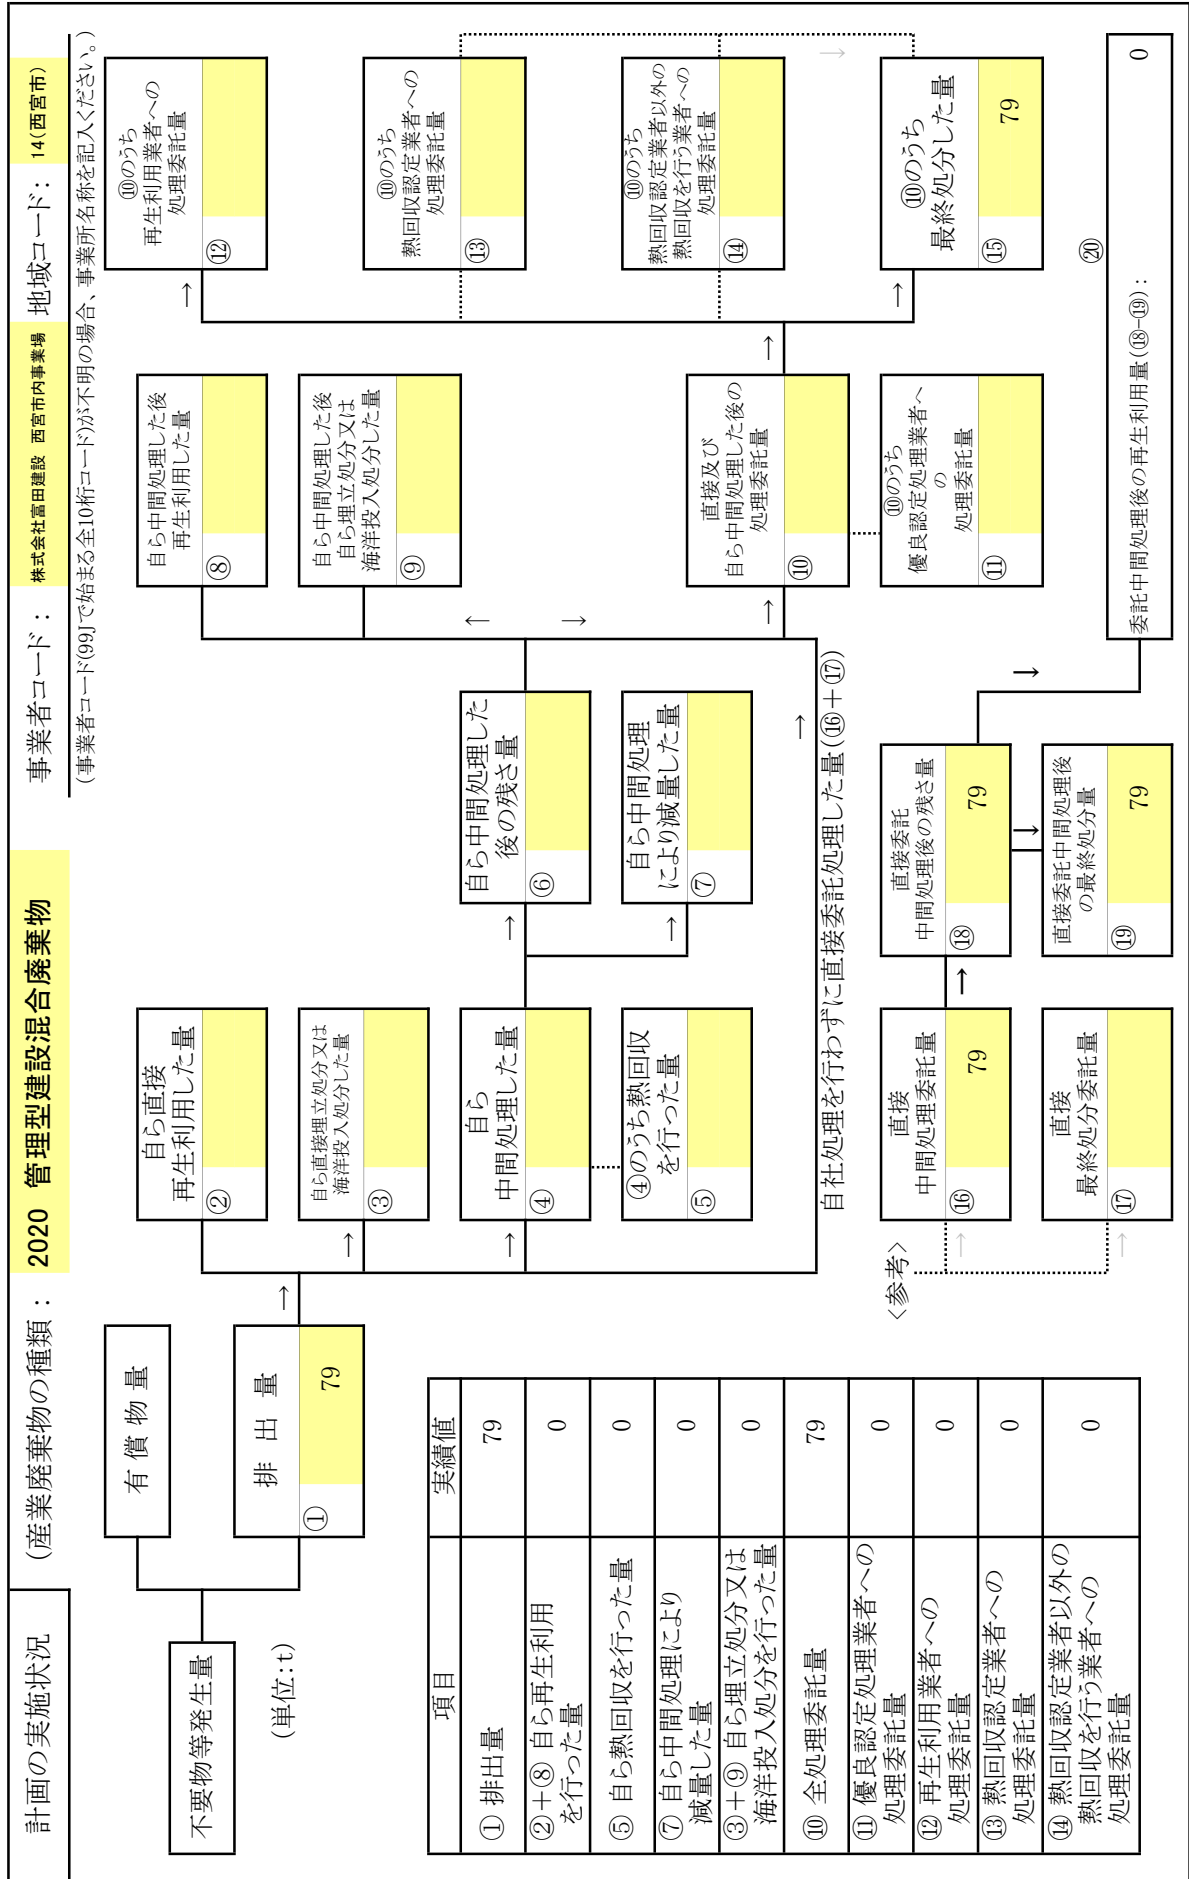 計画の実施状況
(産業廃棄物の種類 : 2020 管理型建設混合廃棄物
事業者コード : 株式会社富田建設 西宮市内事業場 地域コード: 14(西宮市)
(事業者コード(99Jで始まる全10桁コード)が不明の場合、事業所名称を記入ください。)
不要物等発生量
(単位:t)
有 償 物 量
排 出 量
① 79
自ら直接
再生利用した量
②
自ら直接埋立処分又は
海洋投入処分した量
③
自ら
中間処理した量
④
④のうち熱回収
を行った量
⑤
自ら中間処理した
後の残さ量
⑥
自ら中間処理
により減量した量
⑦
自ら中間処理した後
再生利用した量
⑧
自ら中間処理した後
自ら埋立処分又は
海洋投入処分した量
⑨
直接及び
自ら中間処理した後の
処理委託量
⑩
⑩のうち
優良認定処理業者へ
の
処理委託量
⑪
⑩のうち
再生利用業者への
処理委託量
⑫
⑩のうち
熱回収認定業者への
処理委託量
⑬
⑩のうち
熱回収認定業者以外の
熱回収を行う業者への
処理委託量
⑭
⑩のうち
最終処分した量
⑮ 79
自社処理を行わずに直接委託処理した量(⑯+⑰)
<参考>
直接
中間処理委託量
⑯ 79
直接
最終処分委託量
⑰
直接委託
中間処理後の残さ量
⑱ 79
直接委託中間処理後
の最終処分量
⑲ 79
⑳
委託中間処理後の再生利用量(⑱-⑲): 0
項目 実績値
① 排出量 79
②+⑧ 自ら再生利用
を行った量 0
⑤ 自ら熱回収を行った量 0
⑦ 自ら中間処理により
減量した量 0
③+⑨ 自ら埋立処分又は
海洋投入処分を行った量 0
⑩ 全処理委託量 79
⑪ 優良認定処理業者への
処理委託量 0
⑫ 再生利用業者への
処理委託量 0
⑬ 熱回収認定業者への
処理委託量 0
⑭ 熱回収認定業者以外の
熱回収を行う業者への
処理委託量 0